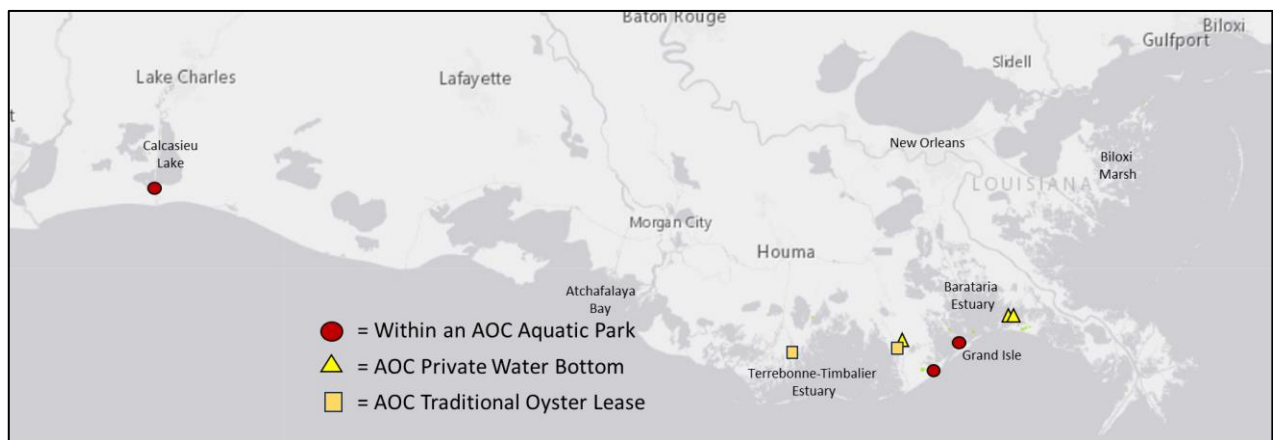 Baton Rouge
Biloxi
Gulfport
Slidell
Lake Charles
Lafayette
Calcasieu
Lake
New Orleans
Biloxi
Marsh
LOUISIANA
Morgan City
Houma
Atchafalaya
Bay
Barataria
Estuary
Grand Isle
Terrebonne-Timbalier
Estuary
= Within an AOC Aquatic Park
= AOC Private Water Bottom
= AOC Traditional Oyster Lease